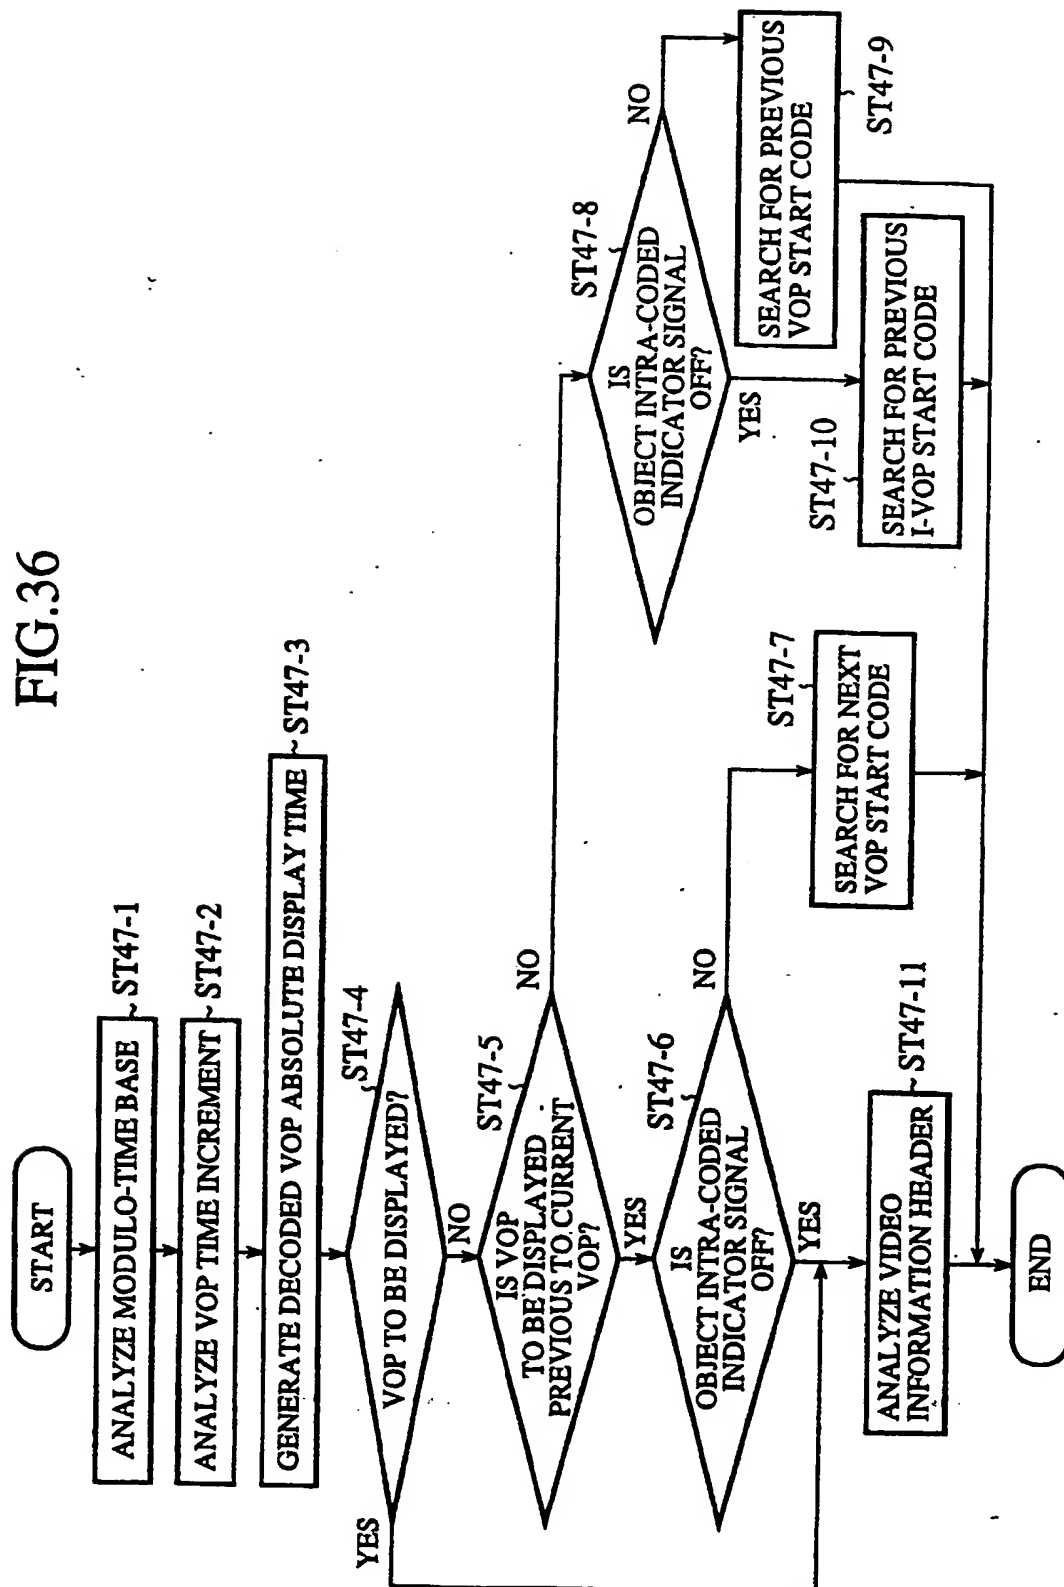 FIG.36
START
ANALYZE MODULO-TIME BASE
ST47-1
ANALYZE VOP TIME INCREMENT
ST47-2
GENERATE DECODED VOP ABSOLUTE DISPLAY TIME
ST47-3
ST47-4
VOP TO BE DISPLAYED?
YES
NO
ST47-5
IS VOP
TO BE DISPLAYED
PREVIOUS TO CURRENT
VOP?
NO
YES
ST47-6
IS
OBJECT INTRA-CODED
INDICATOR SIGNAL
OFF?
NO
YES
ST47-7
SEARCH FOR NEXT
VOP START CODE
ST47-8
IS
OBJECT INTRA-CODED
INDICATOR SIGNAL
OFF?
NO
YES
SEARCH FOR PREVIOUS
VOP START CODE
ST47-9
ST47-10
SEARCH FOR PREVIOUS
I-VOP START CODE
ANALYZE VIDEO
INFORMATION HEADER
ST47-11
END